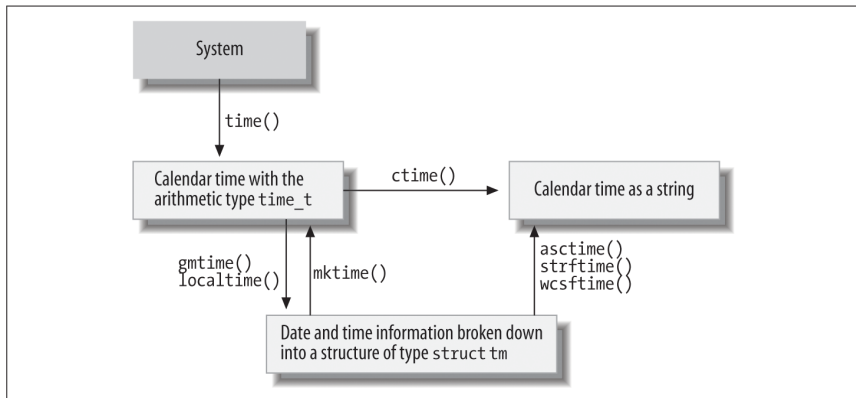 System
time()
Calendar time with the
arithmetic type time_t
ctime()
Calendar time as a string
gmtime()
localtime()
mktime()
asctime()
strftime()
wcsftime()
Date and time information broken down
into a structure of type struct tm